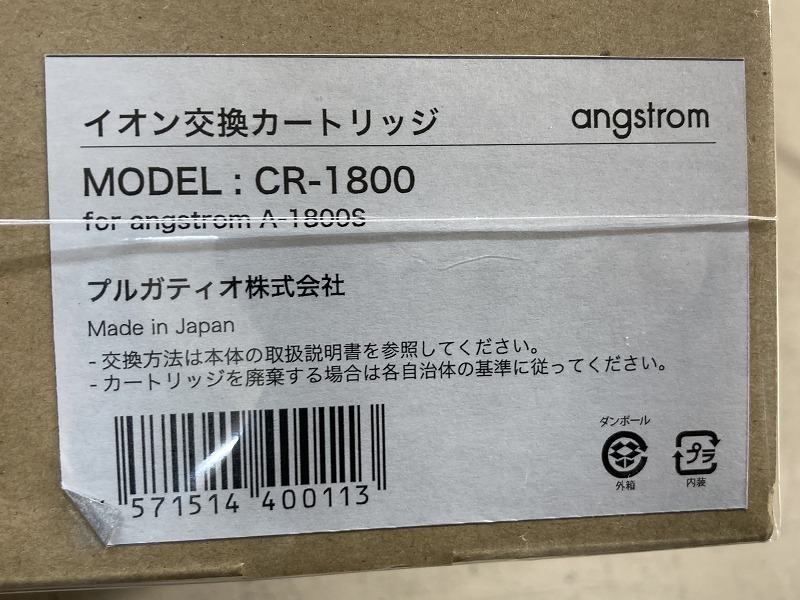 イオン交換カートリッジ
angstrom
MODEL : CR-1800
for angstrom A-1800S
プルガティオ株式会社
Made in Japan
- 交換方法は本体の取扱説明書を参照してください。
- カートリッジを廃棄する場合は各自治体の基準に従ってください。
571514 400113
ダンボール
外箱
プラ
内装